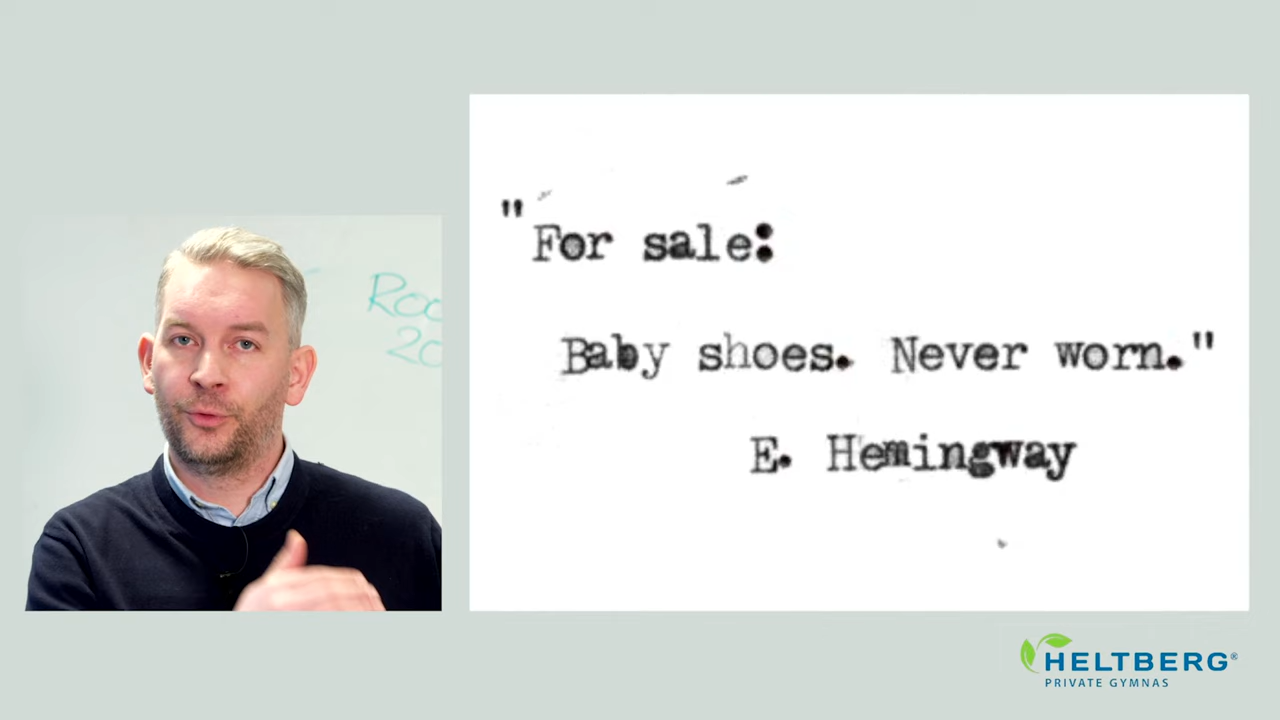 "For sale:
Baby shoes. Never worn."
E. Hemingway
HELTBERG®
PRIVATE GYMNAS